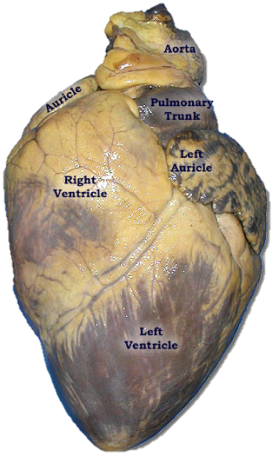 Aorta
Auricle
Pulmonary
Trunk
Left
Auricle
Right
Ventricle
Left
Ventricle